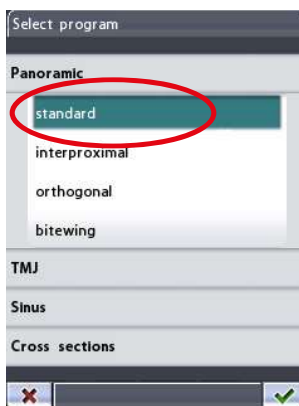 Select program
Panoramic
standard
interproximal
orthogonal
bitewing
TMJ
Sinus
Cross sections